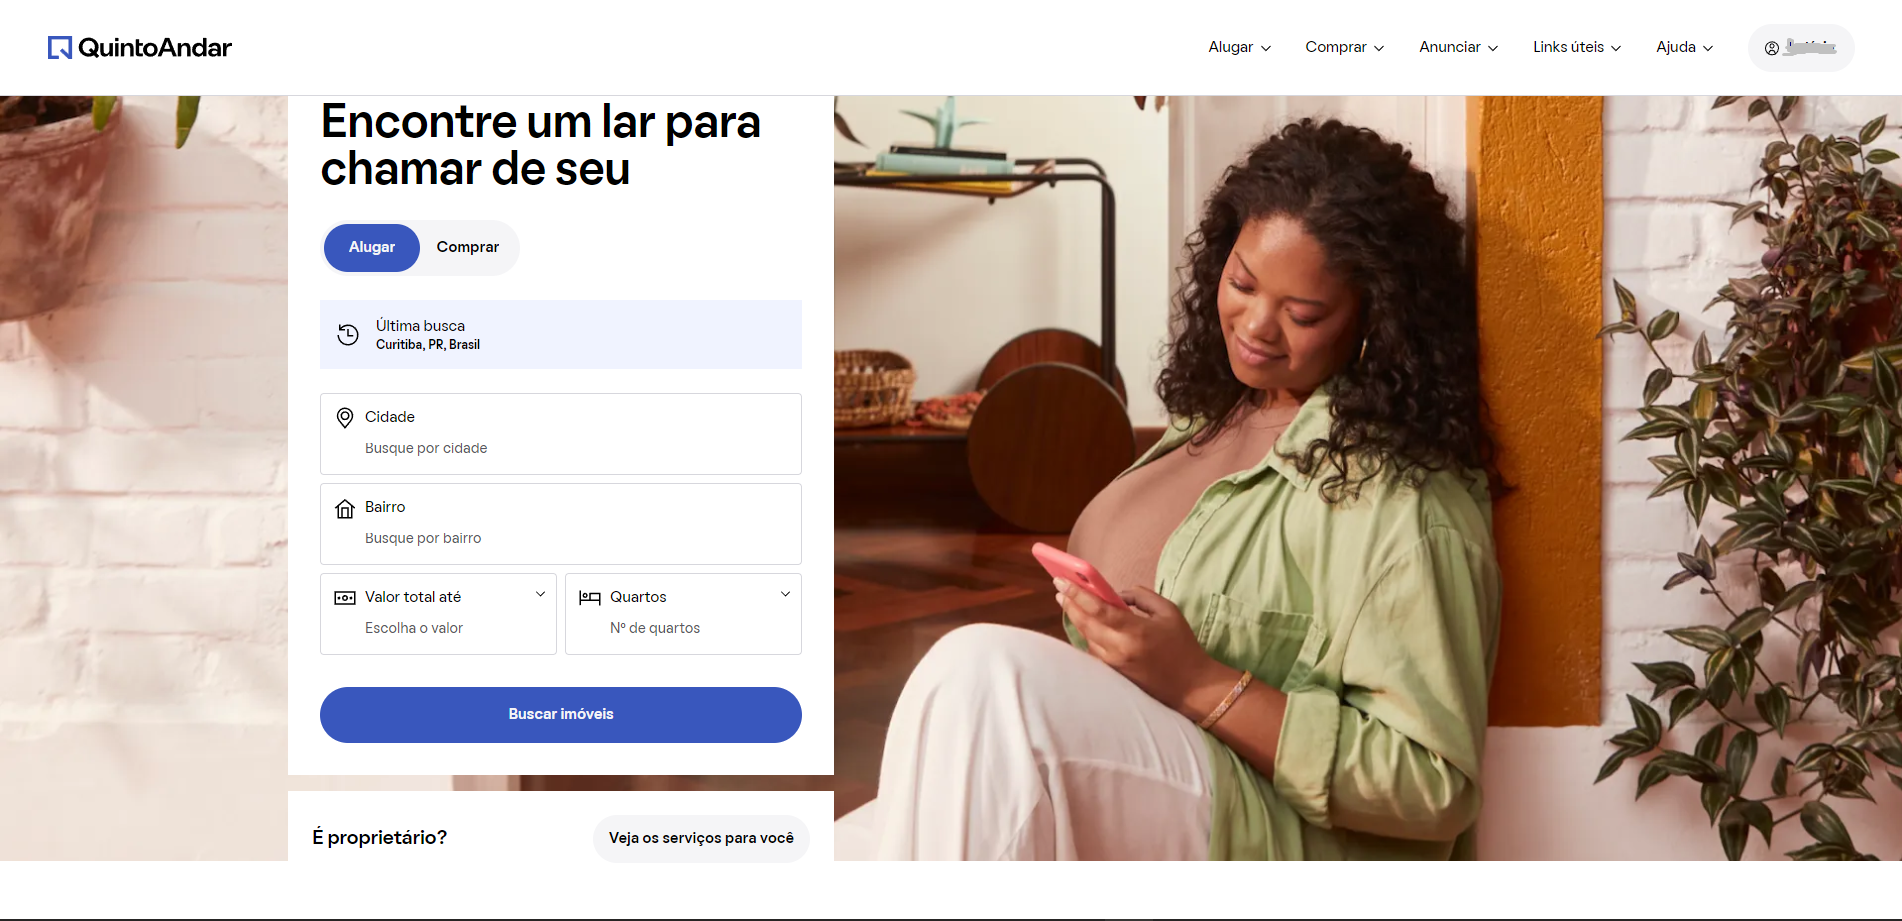 QuintoAndar
Alugar
Comprar
Anunciar
Links úteis
Ajuda
Encontre um lar para
chamar de seu
Alugar
Comprar
Última busca
Curitiba, PR, Brasil
Cidade
Busque por cidade
Bairro
Busque por bairro
Valor total até
Escolha o valor
Quartos
Nº de quartos
Buscar imóveis
É proprietário?
Veja os serviços para você